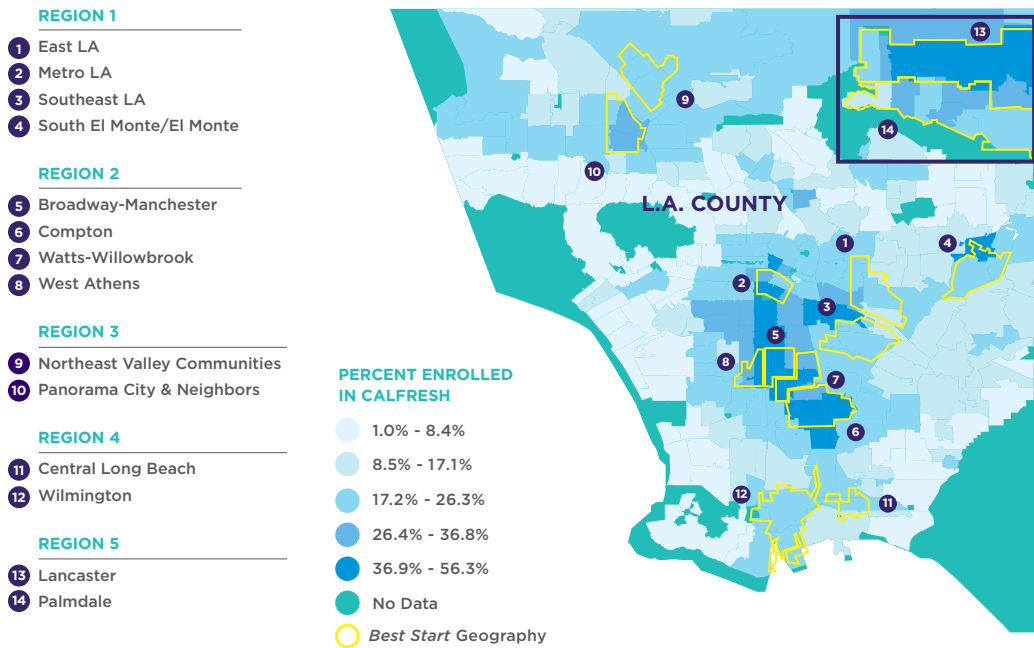 REGION 1
1 East LA
2 Metro LA
3 Southeast LA
4 South El Monte/El Monte
REGION 2
5 Broadway-Manchester
6 Compton
7 Watts-Willowbrook
8 West Athens
REGION 3
9 Northeast Valley Communities
10 Panorama City & Neighbors
REGION 4
11 Central Long Beach
12 Wilmington
REGION 5
13 Lancaster
14 Palmdale
PERCENT ENROLLED
IN CALFRESH
1.0% - 8.4%
8.5% - 17.1%
17.2% - 26.3%
26.4% - 36.8%
36.9% - 56.3%
No Data
Best Start Geography
13
9
14
10
L.A. COUNTY
1
4
2
3
5
8
7
6
12
11